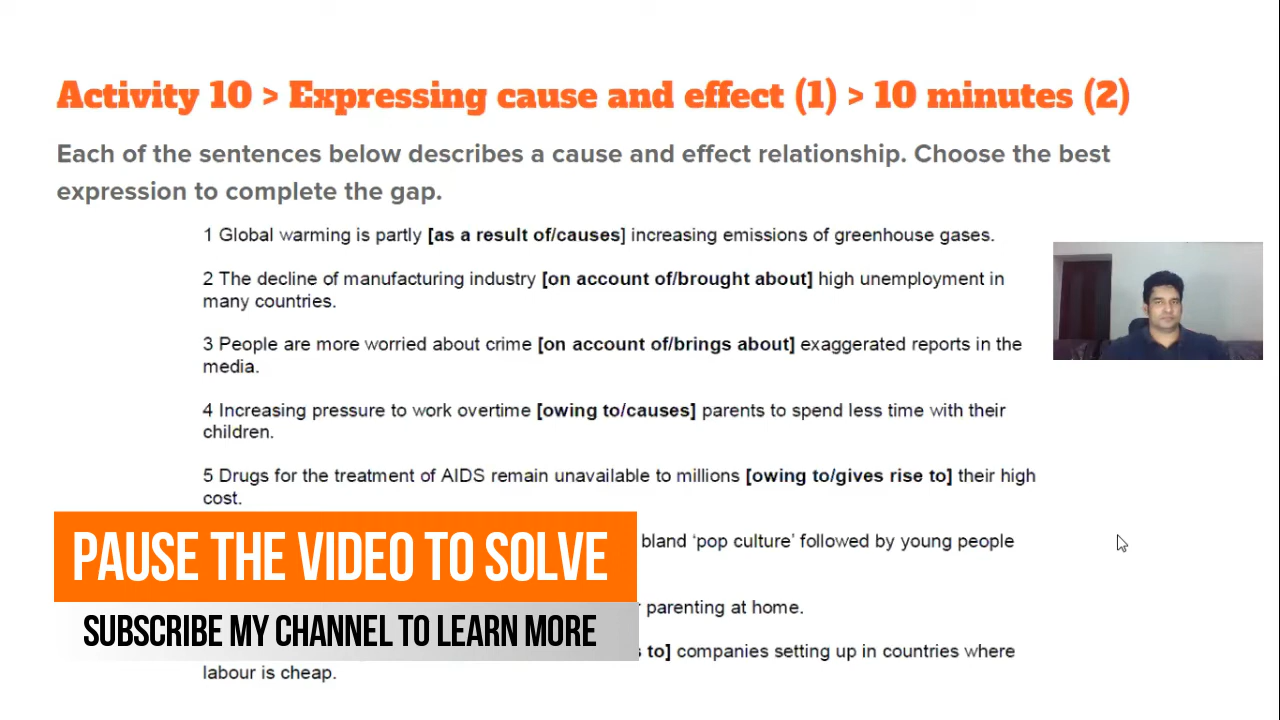 Activity 10 > Expressing cause and effect (1) > 10 minutes (2)
Each of the sentences below describes a cause and effect relationship. Choose the best
expression to complete the gap.
1 Global warming is partly [as a result of/causes] increasing emissions of greenhouse gases.
2 The decline of manufacturing industry [on account of/brought about] high unemployment in
many countries.
3 People are more worried about crime [on account of/brings about] exaggerated reports in the
media.
4 Increasing pressure to work overtime [owing to/causes] parents to spend less time with their
children.
5 Drugs for the treatment of AIDS remain unavailable to millions [owing to/gives rise to] their high
cost.
bland ‘pop culture’ followed by young people
parenting at home.
to] companies setting up in countries where
labour is cheap.
PAUSE THE VIDEO TO SOLVE
SUBSCRIBE MY CHANNEL TO LEARN MORE